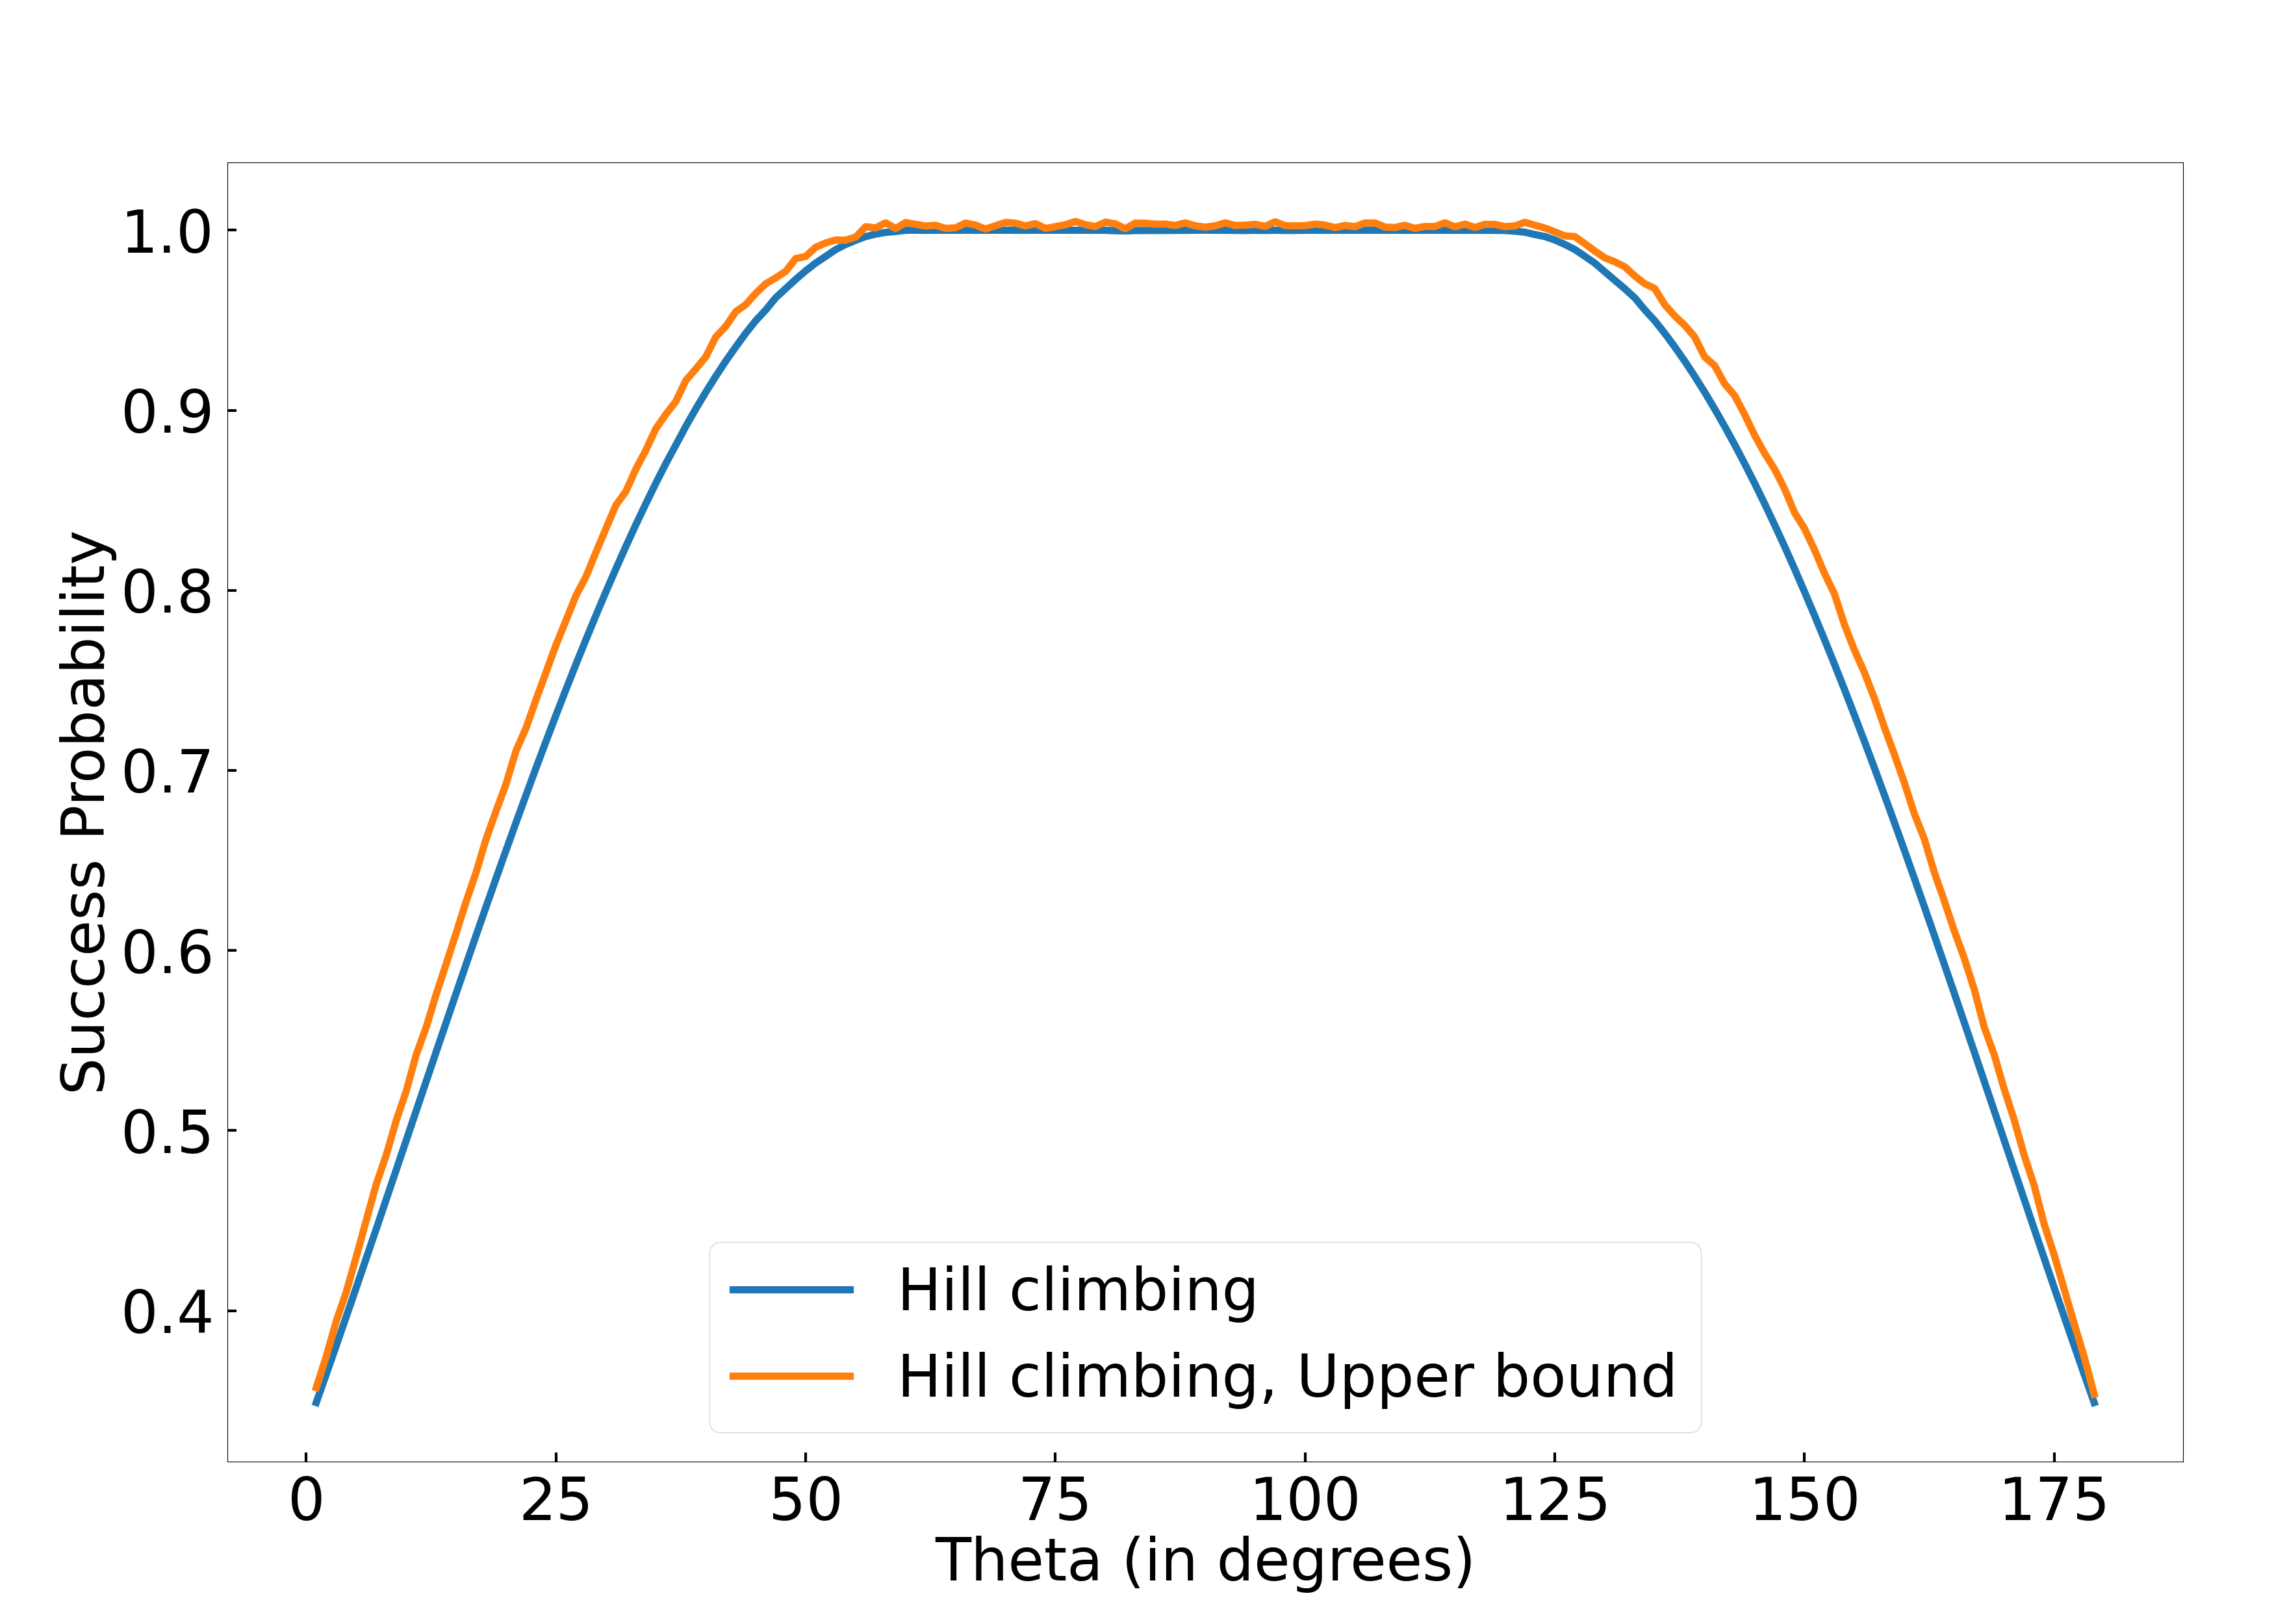 1.0
0.9
0.8
0.7
0.6
0.5
0.4
Success Probability
Hill climbing
Hill climbing, Upper bound
0 25 50 75 100 125 150 175
Theta (in degrees)